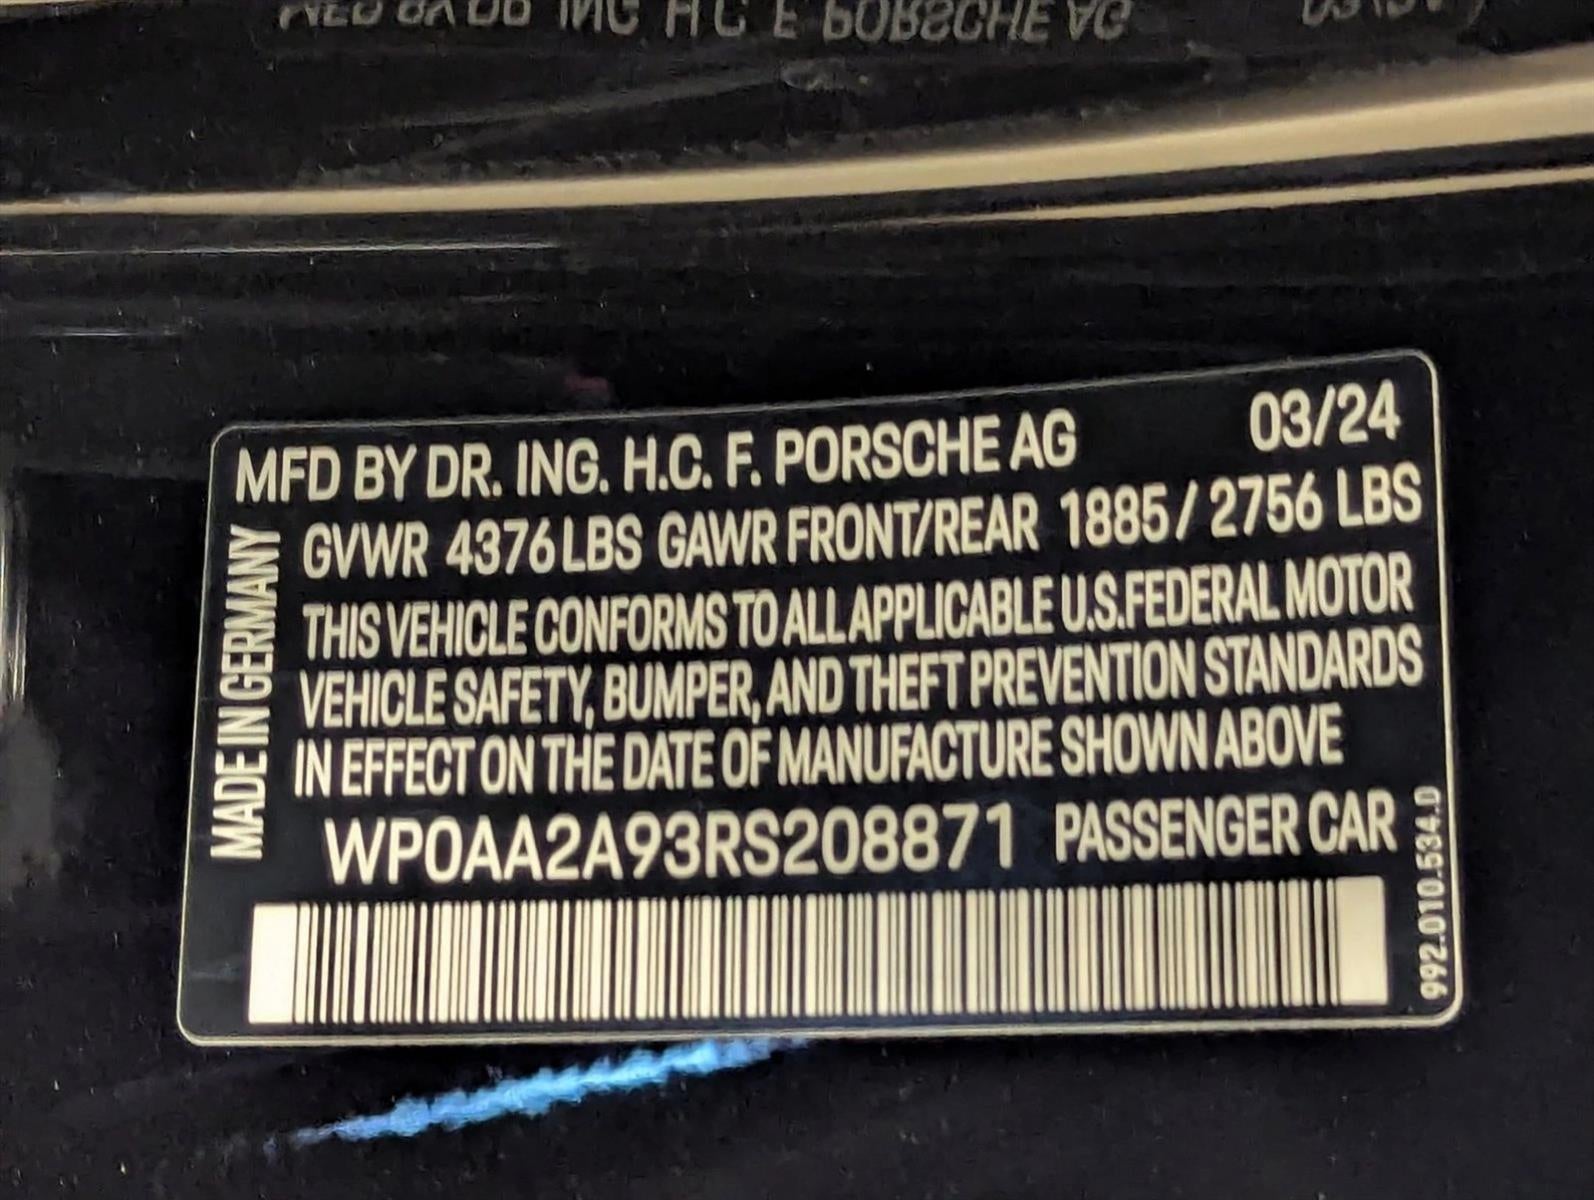 MFD BY DR. ING. H.C. F. PORSCHE AG 03/24
GVWR 4376 LBS GAWR FRONT/REAR 1885 / 2756 LBS
THIS VEHICLE CONFORMS TO ALL APPLICABLE U.S.FEDERAL MOTOR
VEHICLE SAFETY, BUMPER, AND THEFT PREVENTION STANDARDS
IN EFFECT ON THE DATE OF MANUFACTURE SHOWN ABOVE
WP0AA2A93RS208871 PASSENGER CAR
MADE IN GERMANY
992.010.534.D